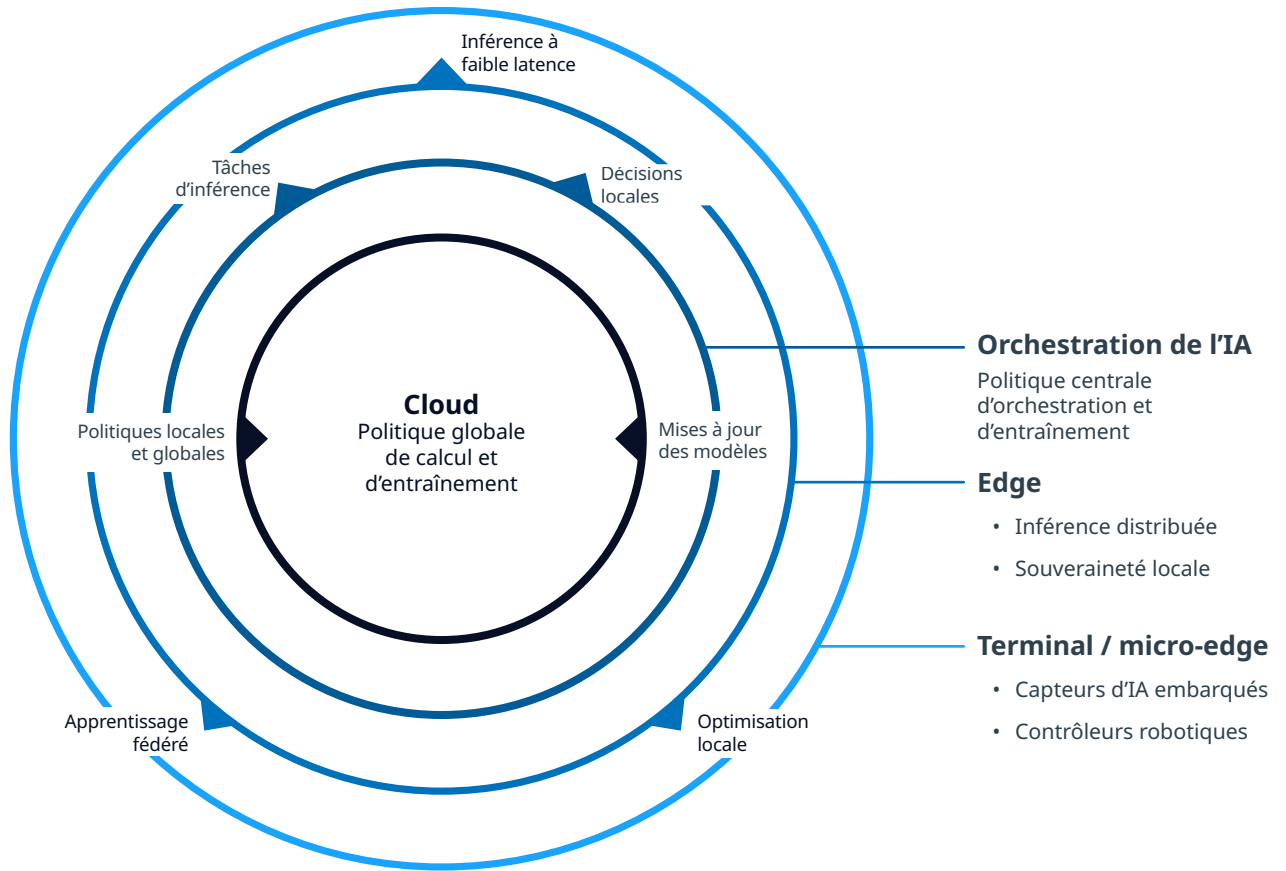 Inférence à
faible latence
Tâches
d’inférence
Décisions
locales
Orchestration de l’IA
Politique centrale
d’orchestration et
d’entraînement
Cloud
Politique globale
de calcul et
d’entraînement
Politiques locales
et globales
Mises à jour
des modèles
Edge
• Inférence distribuée
• Souveraineté locale
Terminal / micro-edge
• Capteurs d’IA embarqués
• Contrôleurs robotiques
Apprentissage
fédéré
Optimisation
locale